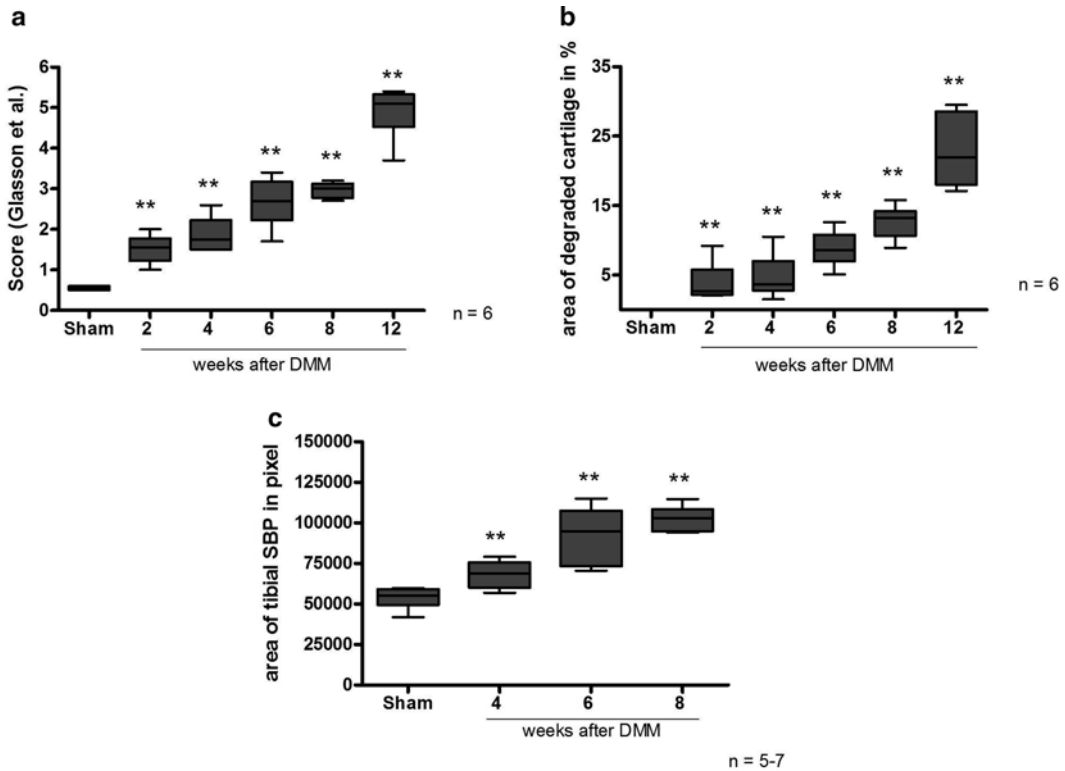 a
Score (Glasson et al.)
6
5
4
3
2
1
0
** ** ** ** **
Sham 2 4 6 8 12
weeks after DMM
n = 6
b
area of degraded cartilage in %
35
25
15
5
** ** ** ** **
Sham 2 4 6 8 12
weeks after DMM
n = 6
c
area of tibial SBP in pixel
150000
125000
100000
75000
50000
25000
0
** ** **
Sham 4 6 8
weeks after DMM
n = 5-7